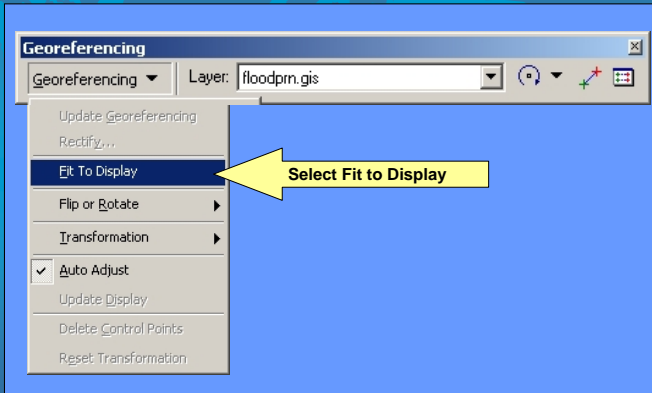 Georeferencing
Georeferencing Layer: floodprn.gis
Update Georeferencing
Rectify...
Fit To Display
Select Fit to Display
Flip or Rotate
Transformation
Auto Adjust
Update Display
Delete Control Points
Reset Transformation